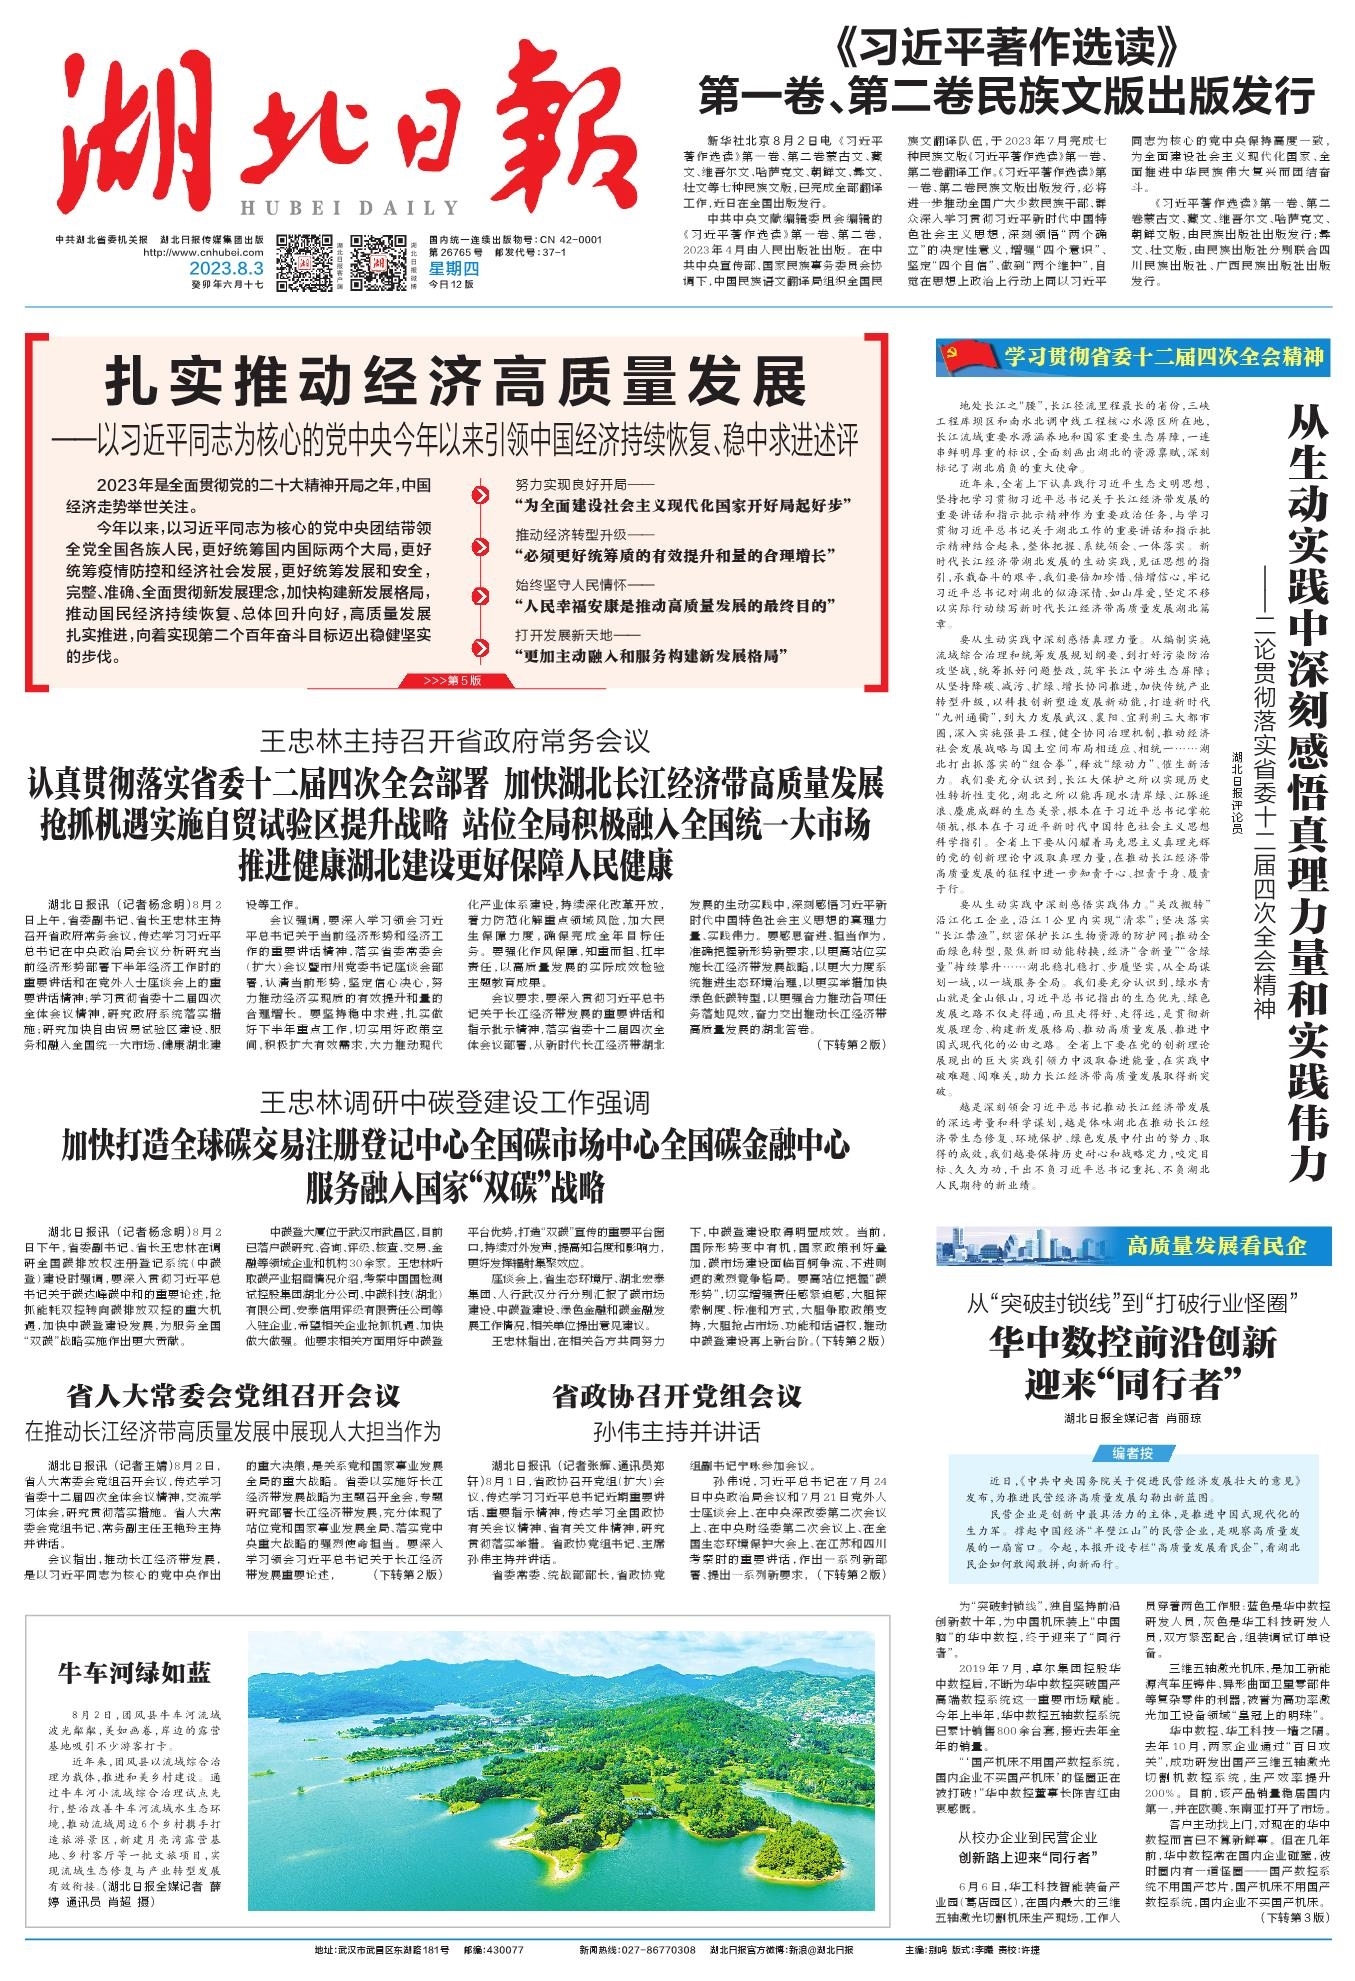 湖北日報
HUBEI DAILY
中共湖北省委机关报 湖北日报传媒集团出版
http://www.cnhubei.com
2023.8.3
癸卯年六月十七
湖北日报客户端
湖北日报微博
国内统一连续出版物号:CN 42-0001
第26765号 邮发代号:37-1
星期四
今日12版
《习近平著作选读》
第一卷、第二卷民族文版出版发行
新华社北京8月2日电 《习近平
著作选读》第一卷、第二卷蒙古文、藏
文、维吾尔文、哈萨克文、朝鲜文、彝文、
壮文等七种民族文版,已完成全部翻译
工作,近日在全国出版发行。
中共中央文献编辑委员会编辑的
《习近平著作选读》第一卷、第二卷,
2023年4月由人民出版社出版。在中
共中央宣传部、国家民族事务委员会协
调下,中国民族语文翻译局组织全国民
族文翻译队伍,于2023年7月完成七
种民族文版《习近平著作选读》第一卷、
第二卷翻译工作。《习近平著作选读》第
一卷、第二卷民族文版出版发行,必将
进一步推动全国广大少数民族干部、群
众深入学习贯彻习近平新时代中国特
色社会主义思想,深刻领悟“两个确
立”的决定性意义,增强“四个意识”、
坚定“四个自信”、做到“两个维护”,自
觉在思想上政治上行动上同以习近平
同志为核心的党中央保持高度一致,
为全面建设社会主义现代化国家、全
面推进中华民族伟大复兴而团结奋
斗。
《习近平著作选读》第一卷、第二
卷蒙古文、藏文、维吾尔文、哈萨克文、
朝鲜文版,由民族出版社出版发行;彝
文、壮文版,由民族出版社分别联合四
川民族出版社、广西民族出版社出版
发行。
扎实推动经济高质量发展
——以习近平同志为核心的党中央今年以来引领中国经济持续恢复、稳中求进述评
2023年是全面贯彻党的二十大精神开局之年,中国
经济走势举世关注。
今年以来,以习近平同志为核心的党中央团结带领
全党全国各族人民,更好统筹国内国际两个大局,更好
统筹疫情防控和经济社会发展,更好统筹发展和安全,
完整、准确、全面贯彻新发展理念,加快构建新发展格局,
推动国民经济持续恢复、总体回升向好,高质量发展
扎实推进,向着实现第二个百年奋斗目标迈出稳健坚实
的步伐。
努力实现良好开局——
“为全面建设社会主义现代化国家开好局起好步”
推动经济转型升级——
“必须更好统筹质的有效提升和量的合理增长”
始终坚守人民情怀——
“人民幸福安康是推动高质量发展的最终目的”
打开发展新天地——
“更加主动融入和服务构建新发展格局”
>>>第5版
王忠林主持召开省政府常务会议
认真贯彻落实省委十二届四次全会部署 加快湖北长江经济带高质量发展
抢抓机遇实施自贸试验区提升战略 站位全局积极融入全国统一大市场
推进健康湖北建设更好保障人民健康
湖北日报讯 (记者杨念明)8月2
日上午,省委副书记、省长王忠林主持
召开省政府常务会议,传达学习习近平
总书记在中央政治局会议分析研究当
前经济形势部署下半年经济工作时的
重要讲话和在党外人士座谈会上的重
要讲话精神;学习贯彻省委十二届四次
全体会议精神,研究政府系统落实措
施;研究加快自由贸易试验区建设、服
务和融入全国统一大市场、健康湖北建
设等工作。
会议强调,要深入学习领会习近
平总书记关于当前经济形势和经济工
作的重要讲话精神,落实省委常委会
(扩大)会议暨市州党委书记座谈会部
署,认清当前形势,坚定信心决心,努
力推动经济实现质的有效提升和量的
合理增长。要坚持稳中求进,扎实做
好下半年重点工作,切实用好政策空
间,积极扩大有效需求,大力推动现代
化产业体系建设,持续深化改革开放,
着力防范化解重点领域风险,加大民
生保障力度,确保完成全年目标任
务。要强化作风保障,知重而担、扛牢
责任,以高质量发展的实际成效检验
主题教育成果。
会议要求,要深入贯彻习近平总书
记关于长江经济带发展的重要讲话和
指示批示精神,落实省委十二届四次全
体会议部署,从新时代长江经济带湖北
发展的生动实践中,深刻感悟习近平新
时代中国特色社会主义思想的真理力
量、实践伟力。要感恩奋进、担当作为,
准确把握新形势新要求,以更高站位实
施长江经济带发展战略,以更大力度系
统推进生态环境治理,以更实举措加快
绿色低碳转型,以更强合力推动各项任
务落地见效,奋力交出推动长江经济带
高质量发展的湖北答卷。
(下转第2版)
王忠林调研中碳登建设工作强调
加快打造全球碳交易注册登记中心全国碳市场中心全国碳金融中心
服务融入国家“双碳”战略
湖北日报讯 (记者杨念明)8月2
日下午,省委副书记、省长王忠林在调
研全国碳排放权注册登记系统(中碳
登)建设时强调,要深入贯彻习近平总
书记关于碳达峰碳中和的重要论述,抢
抓能耗双控转向碳排放双控的重大机
遇,加快中碳登建设发展,为服务全国
“双碳”战略实施作出更大贡献。
中碳登大厦位于武汉市武昌区,目前
已落户碳研究、咨询、评级、核查、交易、金
融等领域企业和机构30余家。王忠林听
取碳产业招商情况介绍,考察中国国检测
试控股集团湖北分公司、中碳科技(湖北)
有限公司、安泰信用评级有限责任公司等
入驻企业,希望相关企业抢抓机遇、加快
做大做强。他要求相关方面用好中碳登
平台优势,打造“双碳”宣传的重要平台窗
口,持续对外发声,提高知名度和影响力,
更好发挥辐射集聚效应。
座谈会上,省生态环境厅、湖北宏泰
集团、人行武汉分行分别汇报了碳市场
建设、中碳登建设、绿色金融和碳金融发
展工作情况,相关单位提出意见建议。
王忠林指出,在相关各方共同努力
下,中碳登建设取得明显成效。当前,
国际形势变中有机,国家政策利好叠
加,碳市场建设面临百舸争流、不进则
退的激烈竞争格局。要高站位把握“碳
形势”,切实增强责任感紧迫感,大胆探
索制度、标准和方式,大胆争取政策支
持,大胆抢占市场、功能和话语权,推动
中碳登建设再上新台阶。(下转第2版)
省人大常委会党组召开会议
在推动长江经济带高质量发展中展现人大担当作为
湖北日报讯 (记者王婧)8月2日,
省人大常委会党组召开会议,传达学习
省委十二届四次全体会议精神,交流学
习体会,研究贯彻落实措施。省人大常
委会党组书记、常务副主任王艳玲主持
并讲话。
会议指出,推动长江经济带发展,
是以习近平同志为核心的党中央作出
的重大决策,是关系党和国家事业发展
全局的重大战略。省委以实施好长江
经济带发展战略为主题召开全会,专题
研究部署长江经济带发展,充分体现了
站位党和国家事业发展全局、落实党中
央重大战略的强烈使命担当。要深入
学习领会习近平总书记关于长江经济
带发展重要论述, (下转第2版)
省政协召开党组会议
孙伟主持并讲话
湖北日报讯 (记者张辉、通讯员郑
轩)8月1日,省政协召开党组(扩大)会
议,传达学习习近平总书记近期重要讲
话、重要指示精神,传达学习全国政协
有关会议精神、省有关文件精神,研究
贯彻落实举措。省政协党组书记、主席
孙伟主持并讲话。
省委常委、统战部部长,省政协党
组副书记宁咏参加会议。
孙伟说,习近平总书记在7月24
日中央政治局会议和7月21日党外人
士座谈会上、在中央深改委第二次会议
上、在中央财经委第二次会议上、在全
国生态环境保护大会上、在江苏和四川
考察时的重要讲话,作出一系列新部
署、提出一系列新要求, (下转第2版)
牛车河绿如蓝
8月2日,团风县牛车河流域
波光粼粼,美如画卷,岸边的露营
基地吸引不少游客打卡。
近年来,团风县以流域综合治
理为载体,推进和美乡村建设。通
过牛车河小流域综合治理试点先
行,整治改善牛车河流域水生态环
境,推动流域周边6个乡村携手打
造旅游景区,新建月亮湾露营基
地、乡村客厅等一批文旅项目,实
现流域生态修复与产业转型发展
有效衔接。(湖北日报全媒记者 薛
婷 通讯员 肖超 摄)
学习贯彻省委十二届四次全会精神
从生动实践中深刻感悟真理力量和实践伟力
——二论贯彻落实省委十二届四次全会精神
湖北日报评论员
地处长江之“腰”,长江径流里程最长的省份,三峡
工程库坝区和南水北调中线工程核心水源区所在地,
长江流域重要水源涵养地和国家重要生态屏障,一连
串鲜明厚重的标识,全面刻画出湖北的资源禀赋,深刻
标记了湖北肩负的重大使命。
近年来,全省上下认真践行习近平生态文明思想,
坚持把学习贯彻习近平总书记关于长江经济带发展的
重要讲话和指示批示精神作为重要政治任务,与学习
贯彻习近平总书记关于湖北工作的重要讲话和指示批
示精神结合起来,整体把握、系统领会、一体落实。新
时代长江经济带湖北发展的生动实践,见证思想的指
引,承载奋斗的艰辛,我们要倍加珍惜、倍增信心,牢记
习近平总书记对湖北的似海深情、如山厚爱,坚定不移
以实际行动续写新时代长江经济带高质量发展湖北篇
章。
要从生动实践中深刻感悟真理力量。从编制实施
流域综合治理和统筹发展规划纲要,到打好污染防治
攻坚战,统筹抓好问题整改,筑牢长江中游生态屏障;
从坚持降碳、减污、扩绿、增长协同推进,加快传统产业
转型升级,以科技创新塑造发展新动能,打造新时代
“九州通衢”,到大力发展武汉、襄阳、宜荆荆三大都市
圈,深入实施强县工程,健全协同治理机制,推动经济
社会发展战略与国土空间布局相适应、相统一……湖
北打出抓落实的“组合拳”,释放“绿动力”、催生新活
力。我们要充分认识到,长江大保护之所以实现历史
性转折性变化,湖北之所以能再现水清岸绿、江豚逐
浪、麋鹿成群的生态美景,根本在于习近平总书记掌舵
领航,根本在于习近平新时代中国特色社会主义思想
科学指引。全省上下要从闪耀着马克思主义真理光辉
的党的创新理论中汲取真理力量,在推动长江经济带
高质量发展的征程中进一步知责于心、担责于身、履责
于行。
要从生动实践中深刻感悟实践伟力。“关改搬转”
沿江化工企业,沿江1公里内实现“清零”;坚决落实
“长江禁渔”,织密保护长江生物资源的防护网;推动全
面绿色转型,聚焦新旧动能转换,经济“含新量”“含绿
量”持续攀升……湖北稳扎稳打、步履坚实,从全局谋
划一域,以一域服务全局。我们要充分认识到,绿水青
山就是金山银山,习近平总书记指出的生态优先、绿色
发展之路不仅走得通,而且走得好、走得远,是贯彻新
发展理念、构建新发展格局、推动高质量发展、推进中
国式现代化的必由之路。全省上下要在党的创新理论
展现出的巨大实践引领力中汲取奋进能量,在实践中
破难题、闯难关,助力长江经济带高质量发展取得新突
破。
越是深刻领会习近平总书记推动长江经济带发展
的深远考量和科学谋划,越是体味湖北在推动长江经
济带生态修复、环境保护、绿色发展中付出的努力、取
得的成效,我们越要保持历史耐心和战略定力,咬定目
标、久久为功,干出不负习近平总书记重托、不负湖北
人民期待的新业绩。
高质量发展看民企
从“突破封锁线”到“打破行业怪圈”
华中数控前沿创新
迎来“同行者”
湖北日报全媒记者 肖丽琼
编者按
近日,《中共中央国务院关于促进民营经济发展壮大的意见》
发布,为推进民营经济高质量发展勾勒出新蓝图。
民营企业是创新中最具活力的主体,是推进中国式现代化的
生力军。撑起中国经济“半壁江山”的民营企业,是观察高质量发
展的一扇窗口。今起,本报开设专栏“高质量发展看民企”,看湖北
民企如何敢闯敢拼,向新而行。
为“突破封锁线”,独自坚持前沿
创新数十年,为中国机床装上“中国
脑”的华中数控,终于迎来了“同行
者”。
2019年7月,卓尔集团控股华
中数控后,不断为华中数控突破国产
高端数控系统这一重要市场赋能。
今年上半年,华中数控五轴数控系统
已累计销售800余台套,接近去年全
年的销量。
“‘国产机床不用国产数控系统,
国内企业不买国产机床’的怪圈正在
被打破!”华中数控董事长陈吉红由
衷感慨。
从校办企业到民营企业
创新路上迎来“同行者”
6月6日,华工科技智能装备产
业园(葛店园区),在国内最大的三维
五轴激光切割机床生产现场,工作人
员穿着两色工作服:蓝色是华中数控
研发人员,灰色是华工科技研发人
员,双方紧密配合,组装调试订单设
备。
三维五轴激光机床,是加工新能
源汽车压铸件、异形曲面卫星零部件
等复杂零件的利器,被誉为高功率激
光加工设备领域“皇冠上的明珠”。
华中数控、华工科技一墙之隔。
去年10月,两家企业通过“百日攻
关”,成功研发出国产三维五轴激光
切割机数控系统,生产效率提升
200%。目前,该产品销量稳居国内
第一,并在欧美、东南亚打开了市场。
客户主动找上门,对现在的华中
数控而言已不算新鲜事。但在几年
前,华中数控常在国内企业碰壁,彼
时圈内有一道怪圈——国产数控系
统不用国产芯片,国产机床不用国产
数控系统,国内企业不买国产机床。
(下转第3版)
地址:武汉市武昌区东湖路181号 邮编:430077 新闻热线:027-86770308 湖北日报官方微博:新浪@湖北日报 主编:别鸣 版式:李曦 责校:许捷